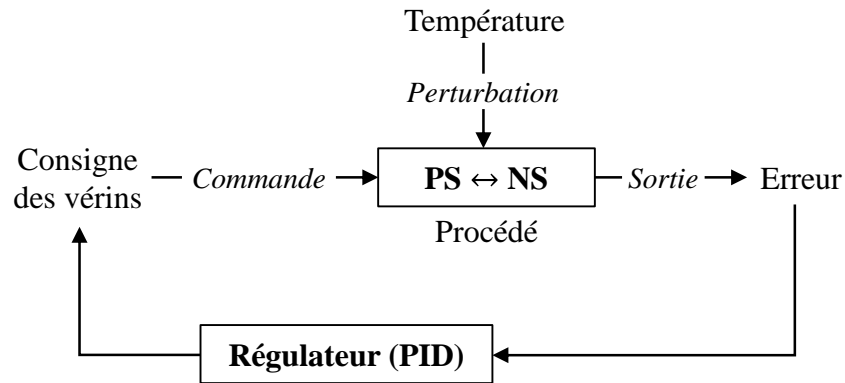 Température
Perturbation
Consigne
des vérins
Commande
PS ↔ NS
Sortie
Erreur
Procédé
Régulateur (PID)